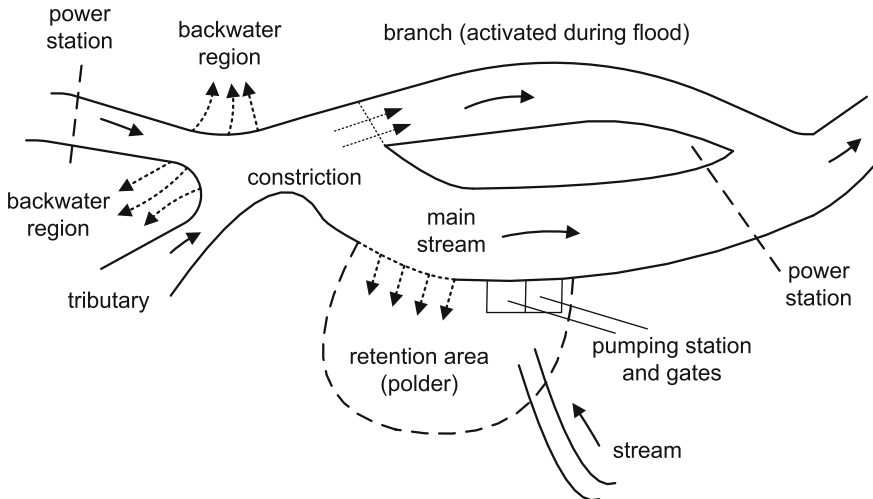 power
station
backwater
region
branch (activated during flood)
constriction
backwater
region
main
stream
tributary
power
station
retention area
(polder)
pumping station
and gates
stream